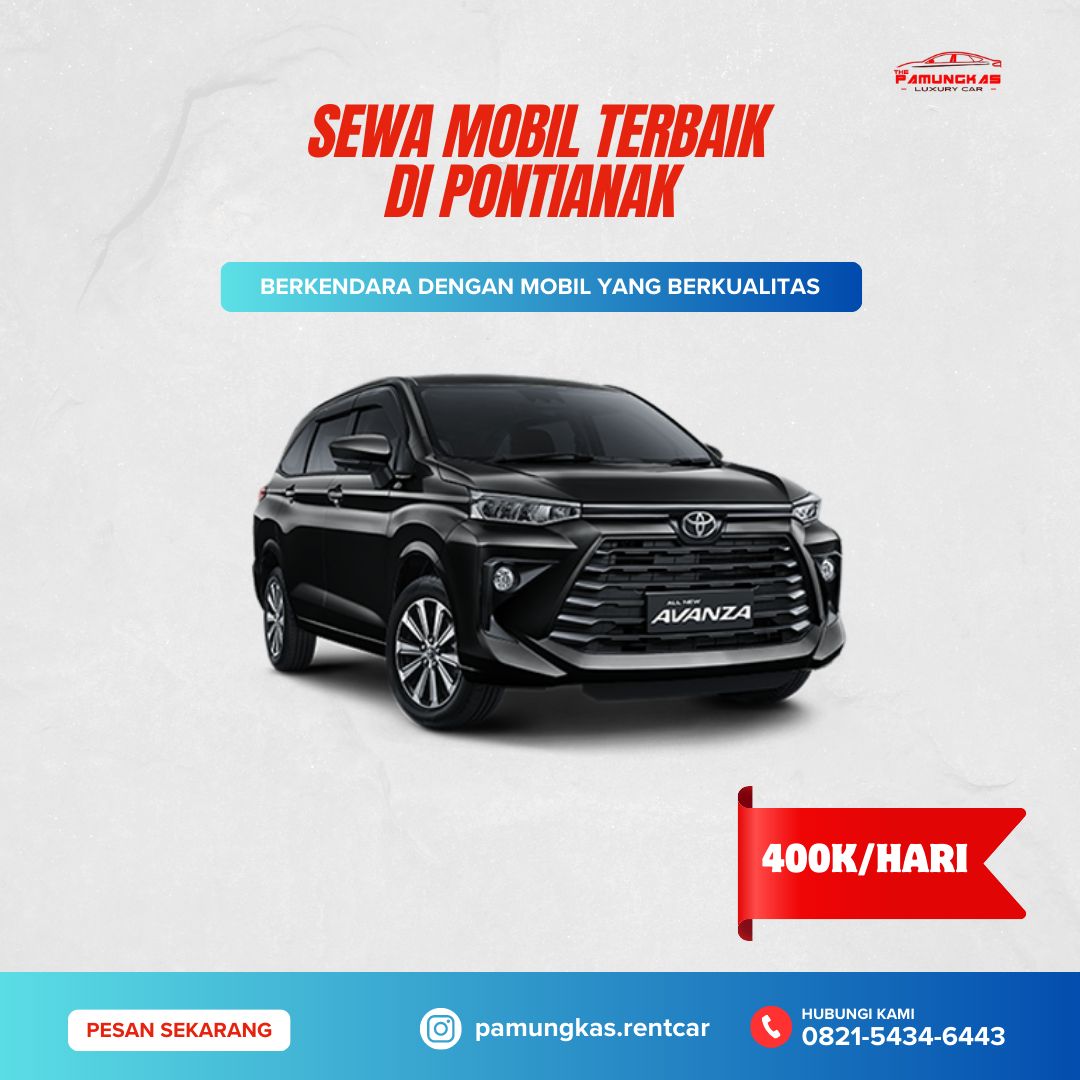 THE
PAMUNGKAS
- LUXURY CAR -
SEWA MOBIL TERBAIK
DI PONTIANAK
BERKENDARA DENGAN MOBIL YANG BERKUALITAS
ALL NEW
AVANZA
400K/HARI
PESAN SEKARANG
pamungkas.rentcar
HUBUNGI KAMI
0821-5434-6443